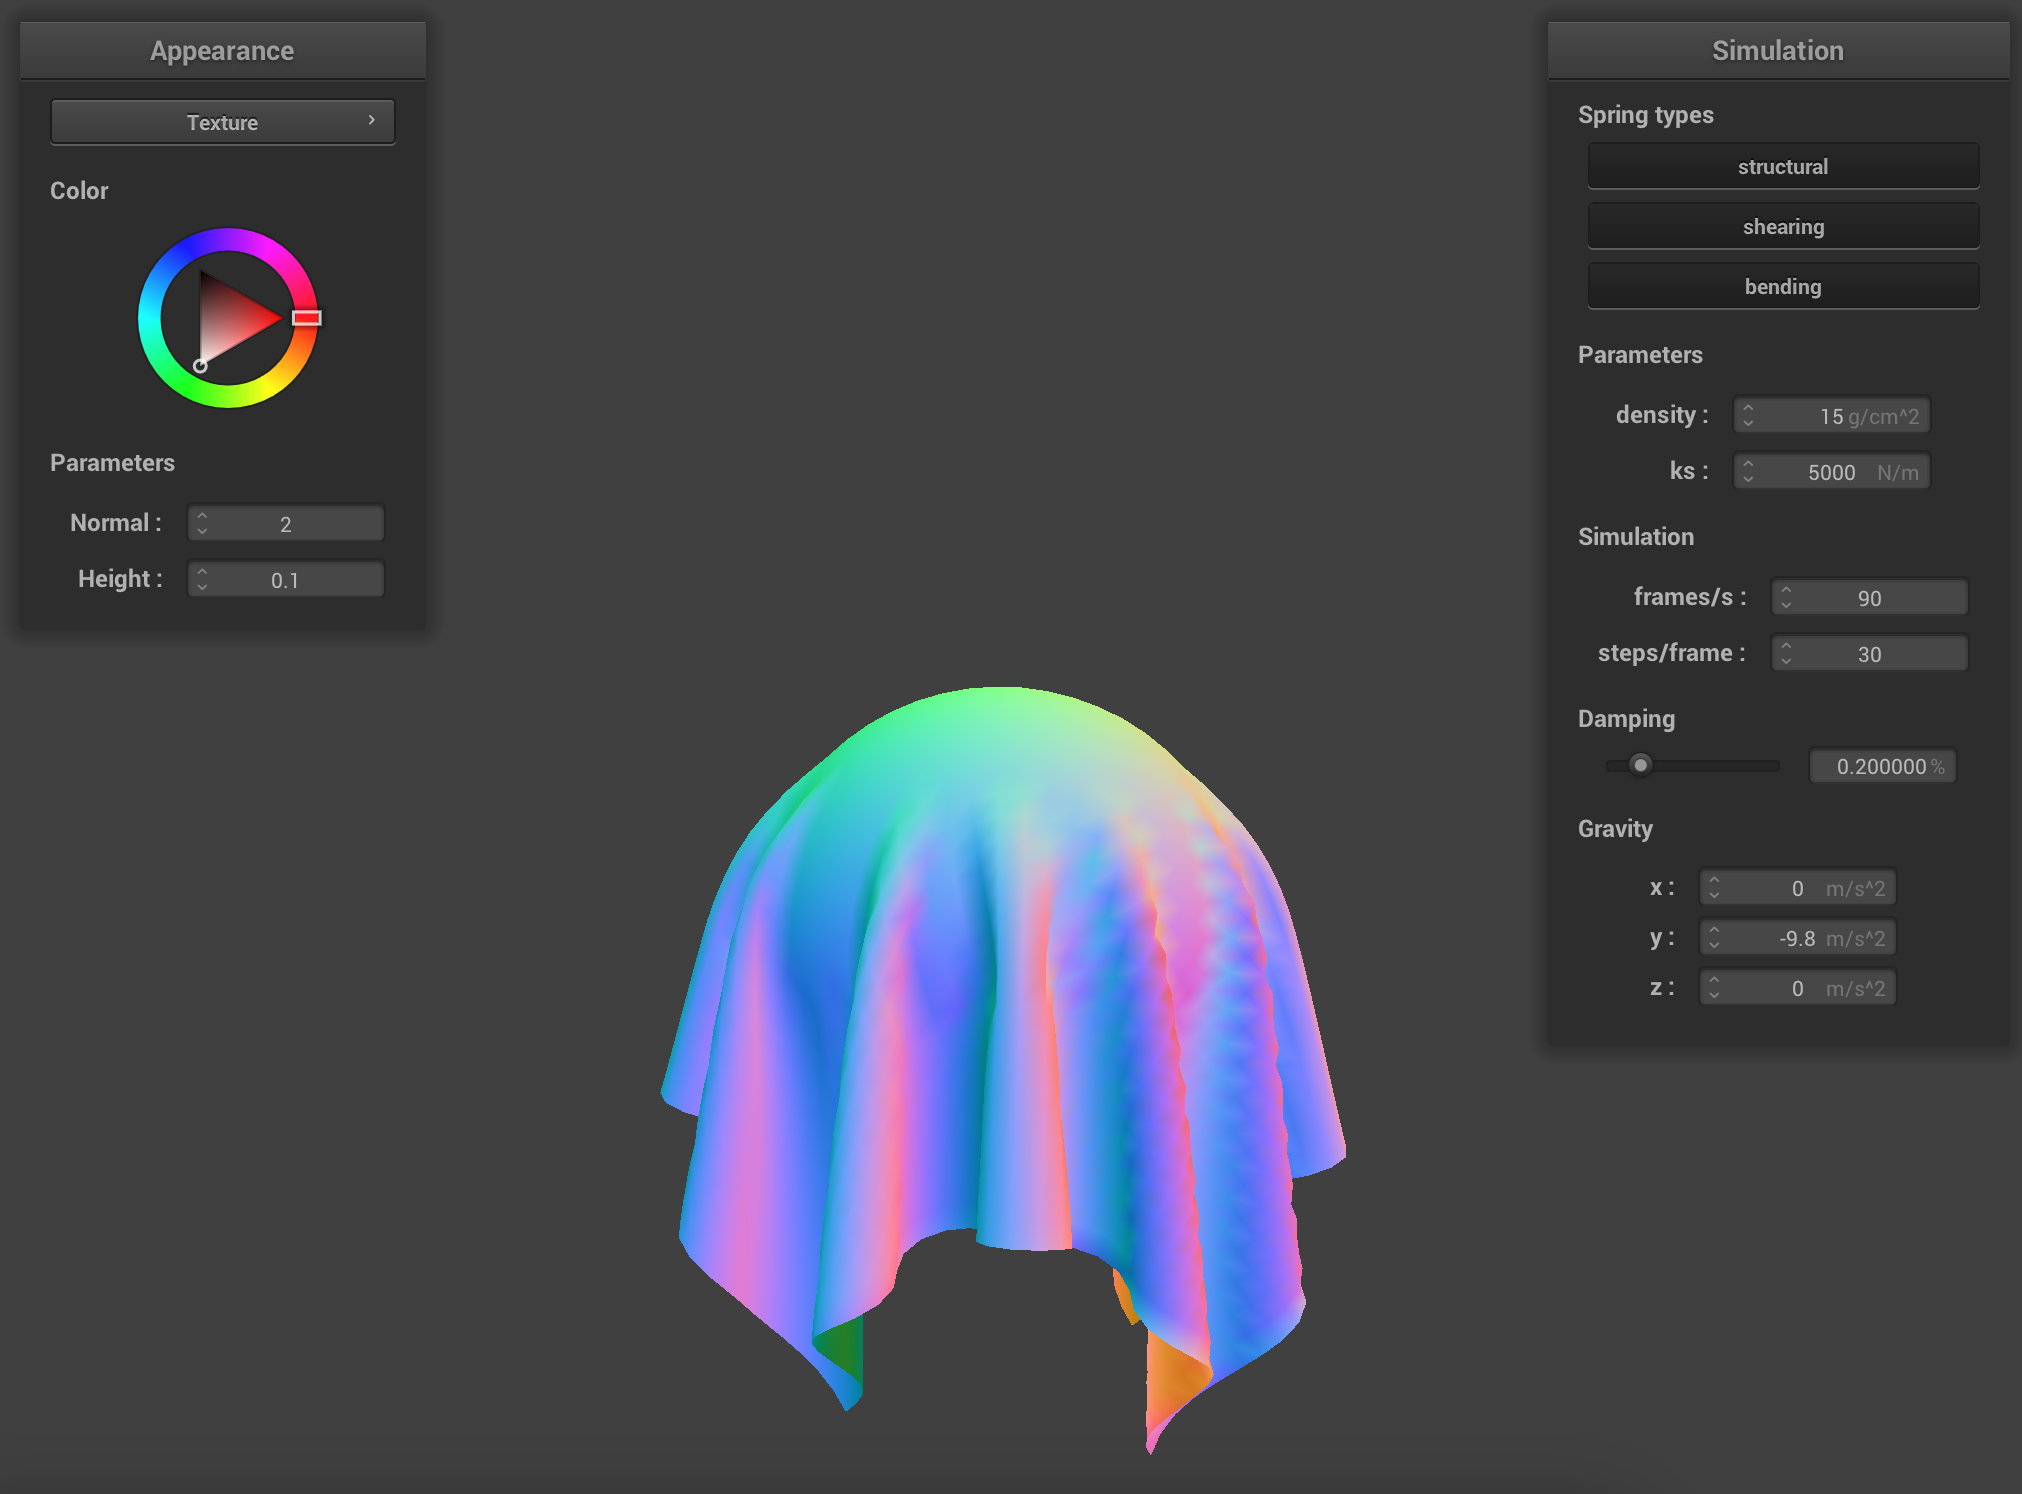 Appearance
Texture
Color
Parameters
Normal : 2
Height : 0.1
Simulation
Spring types
structural
shearing
bending
Parameters
density : 15 g/cm^2
ks : 5000 N/m
Simulation
frames/s : 90
steps/frame : 30
Damping
0.200000 %
Gravity
x : 0 m/s^2
y : -9.8 m/s^2
z : 0 m/s^2